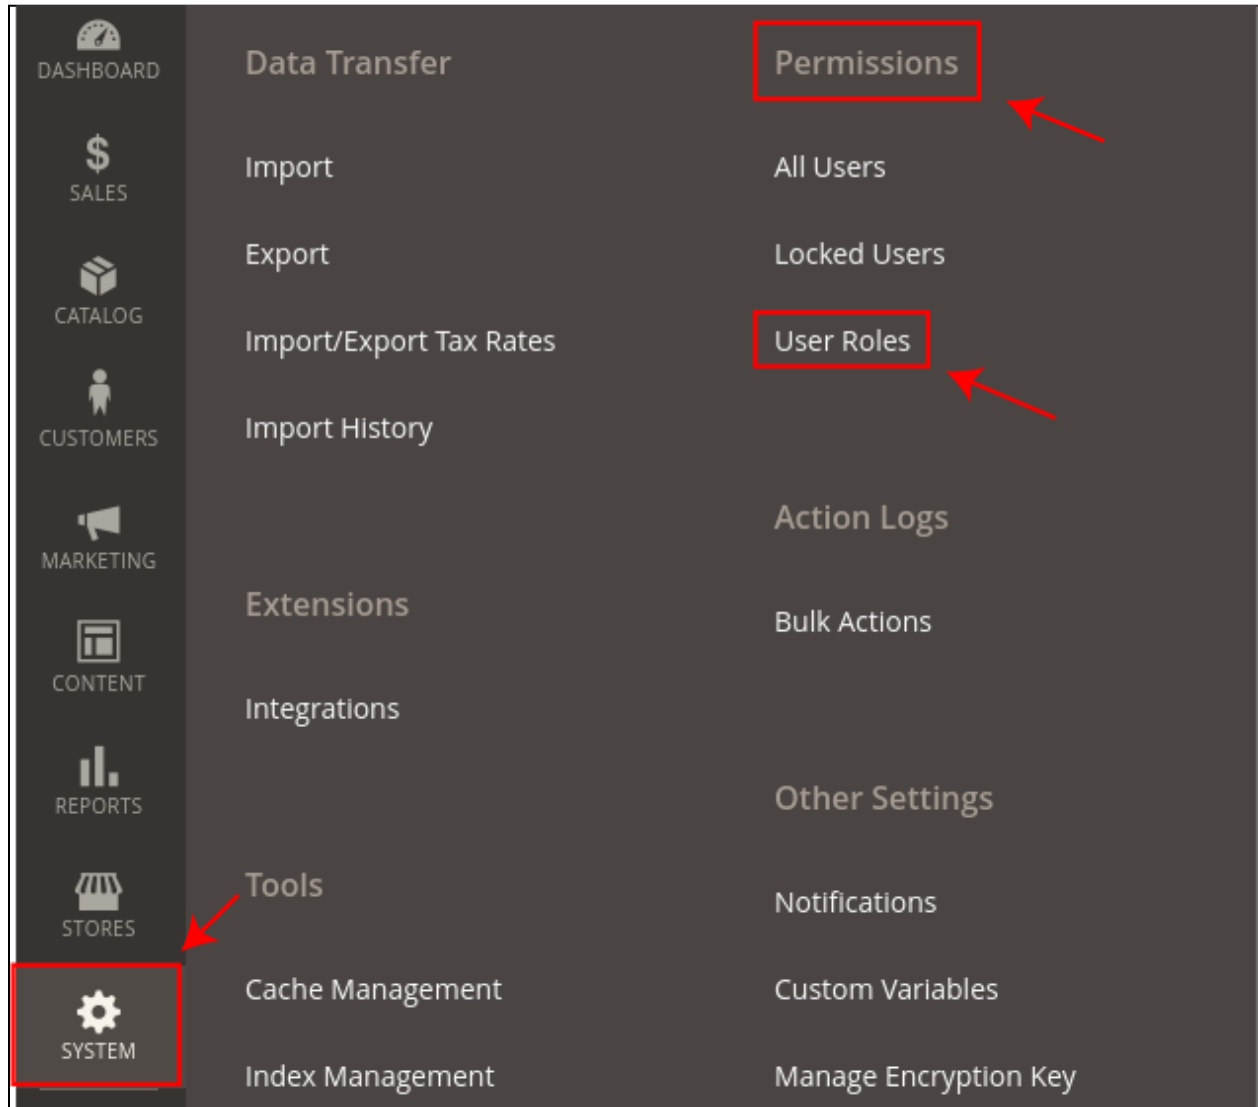 DASHBOARD
SALES
CATALOG
CUSTOMERS
MARKETING
CONTENT
REPORTS
STORES
SYSTEM
Data Transfer
Import
Export
Import/Export Tax Rates
Import History
Extensions
Integrations
Tools
Cache Management
Index Management
Permissions
All Users
Locked Users
User Roles
Action Logs
Bulk Actions
Other Settings
Notifications
Custom Variables
Manage Encryption Key